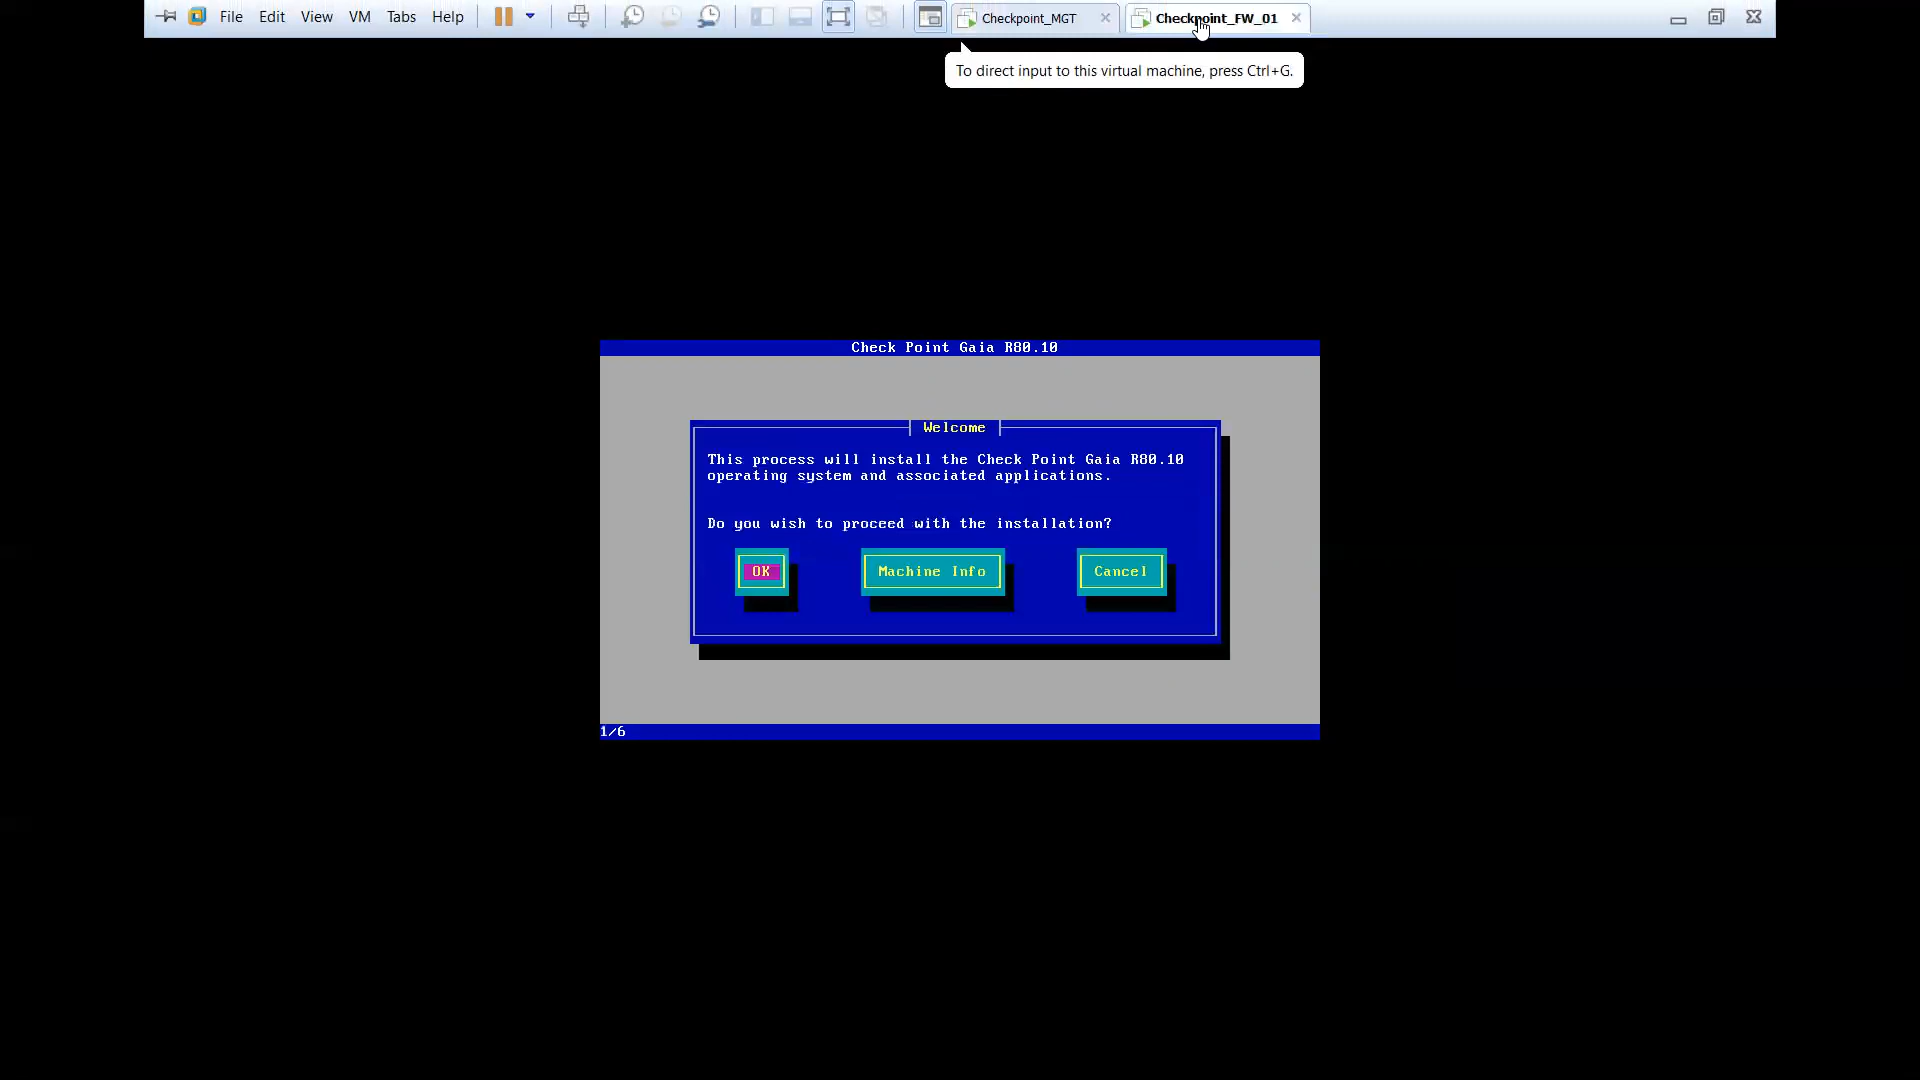 File Edit View VM Tabs Help Checkpoint_MGT Checkpoint_FW_01
To direct input to this virtual machine, press Ctrl+G.
Check Point Gaia R80.10
Welcome
This process will install the Check Point Gaia R80.10
operating system and associated applications.
Do you wish to proceed with the installation?
OK Machine Info Cancel
1/6